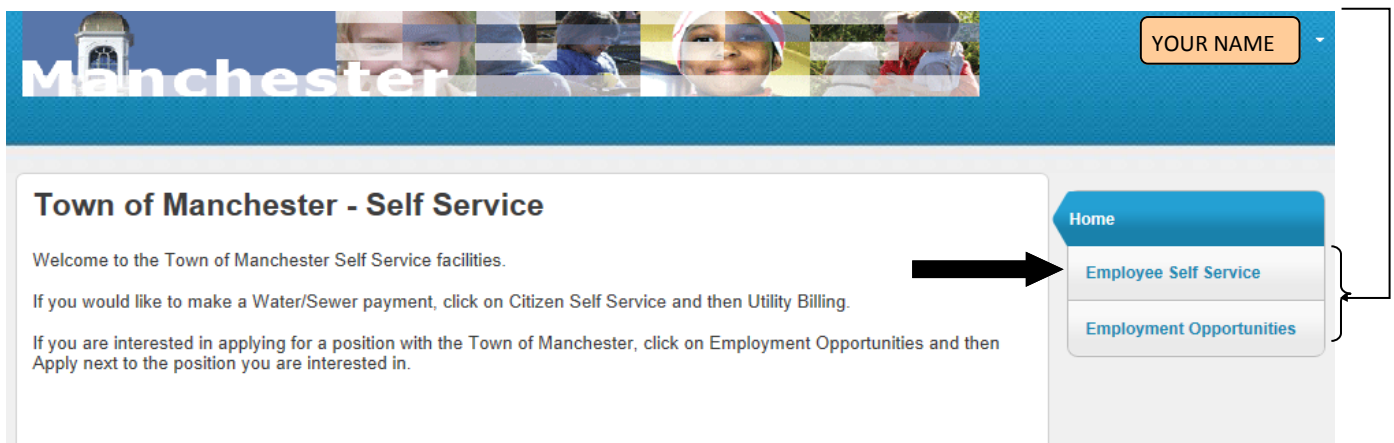 Manchester
YOUR NAME
Town of Manchester - Self Service
Welcome to the Town of Manchester Self Service facilities.
If you would like to make a Water/Sewer payment, click on Citizen Self Service and then Utility Billing.
If you are interested in applying for a position with the Town of Manchester, click on Employment Opportunities and then
Apply next to the position you are interested in.
Home
Employee Self Service
Employment Opportunities